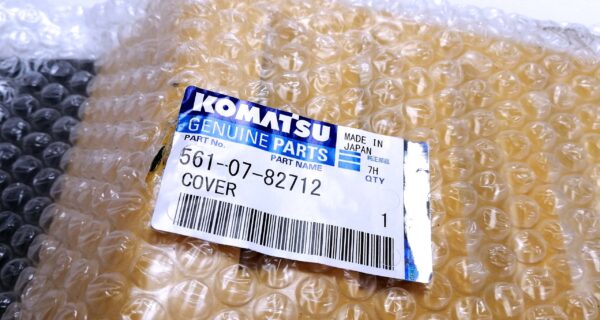 KOMATSU
GENUINE PARTS
MADE IN
JAPAN
PART No.
PART NAME
7H
QTY
561-07-82712
COVER
1